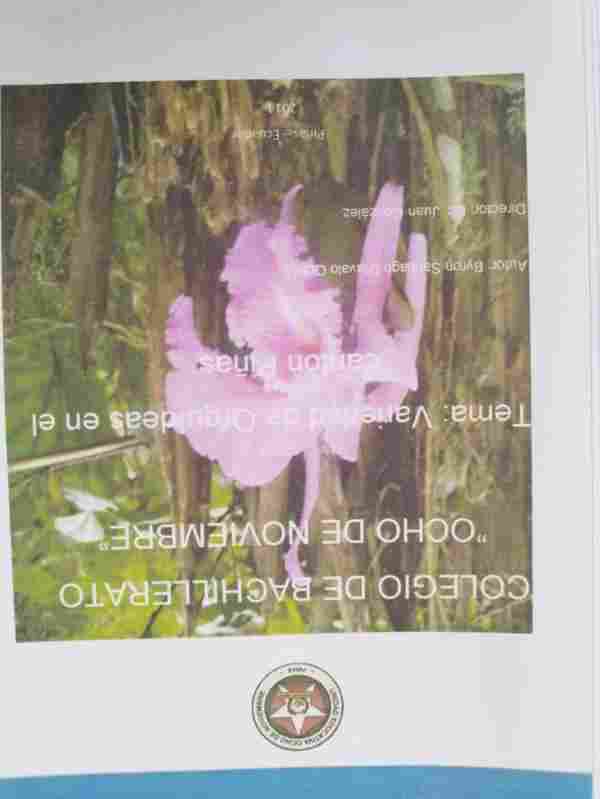 COLEGIO DE BACHILLERATO
"OCHO DE NOVIEMBRE"
Tema: Variedad de Orquídeas en el
cantón Piñas
Autor: Byron Santiago
Director: Juan González
Piñas - Ecuador